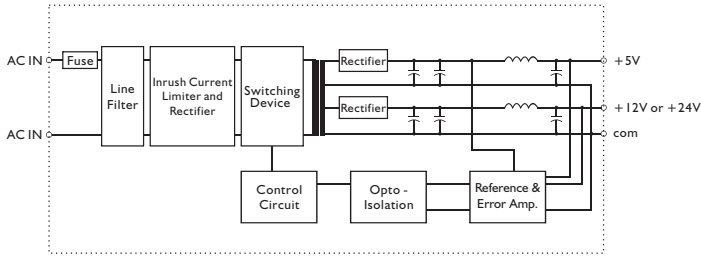 AC IN
Fuse
Line
Filter
Inrush Current
Limiter and
Rectifier
Switching
Device
Rectifier
+5V
Rectifier
+12V or +24V
AC IN
com
Control
Circuit
Opto -
Isolation
Reference &
Error Amp.